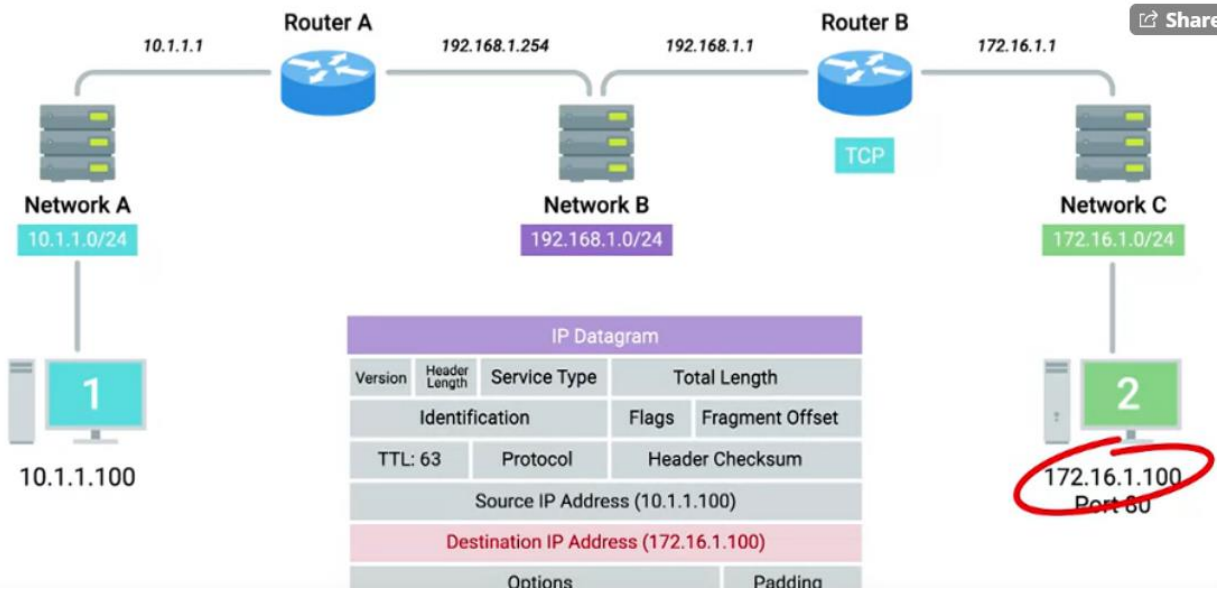 Share
Router A
Router B
10.1.1.1
192.168.1.254
192.168.1.1
172.16.1.1
TCP
Network A
Network B
Network C
10.1.1.0/24
192.168.1.0/24
172.16.1.0/24
IP Datagram
Version Header Length Service Type Total Length
Identification Flags Fragment Offset
TTL: 63 Protocol Header Checksum
Source IP Address (10.1.1.100)
Destination IP Address (172.16.1.100)
Options Padding
1
10.1.1.100
2
172.16.1.100
Port 80